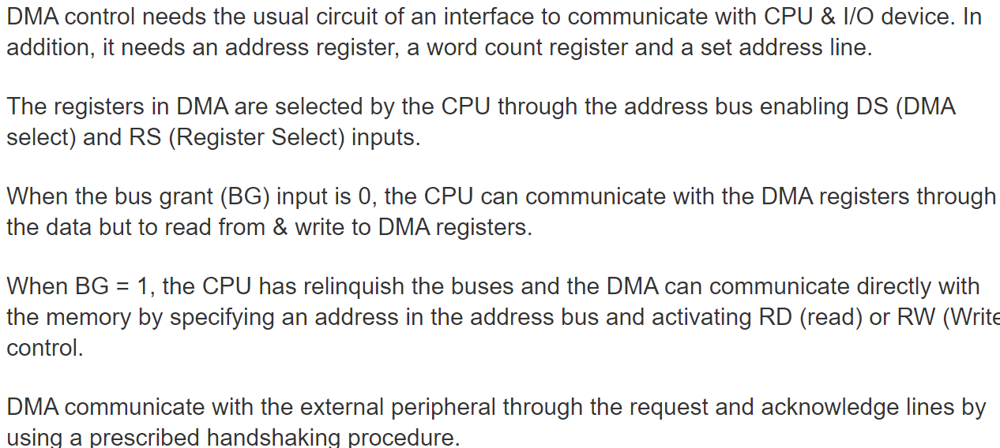 DMA control needs the usual circuit of an interface to communicate with CPU & I/O device. In
addition, it needs an address register, a word count register and a set address line.
The registers in DMA are selected by the CPU through the address bus enabling DS (DMA
select) and RS (Register Select) inputs.
When the bus grant (BG) input is 0, the CPU can communicate with the DMA registers through
the data but to read from & write to DMA registers.
When BG = 1, the CPU has relinquish the buses and the DMA can communicate directly with
the memory by specifying an address in the address bus and activating RD (read) or RW (Write
control.
DMA communicate with the external peripheral through the request and acknowledge lines by
using a prescribed handshaking procedure.